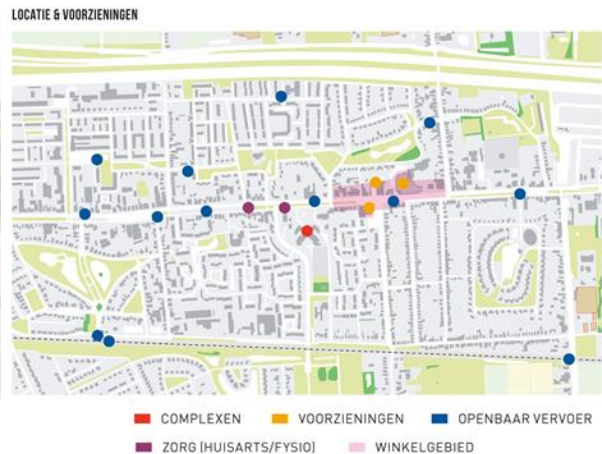 LOCATIE & VOORZIENINGEN
COMPLEXEN
VOORZIENINGEN
OPENBAAR VERVOER
ZORG (HUISARTS/FYSIO)
WINKELGEBIED